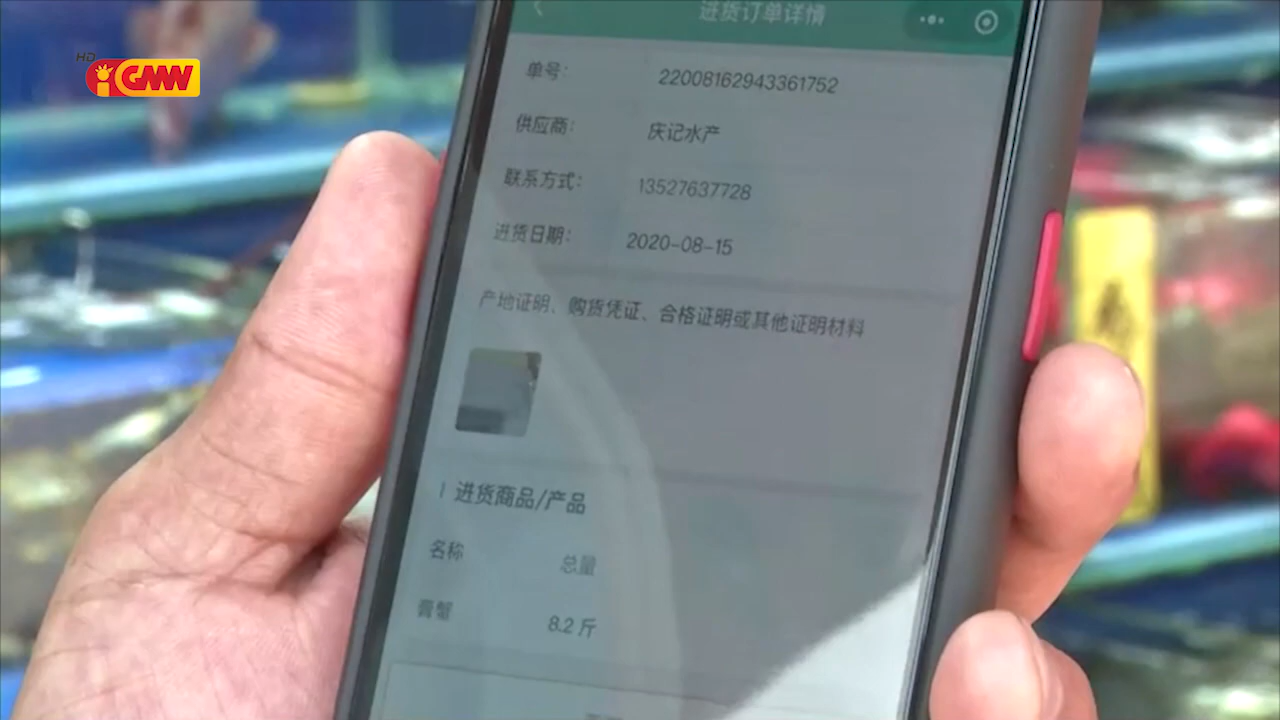 HD
iGMW
进货订单详情
单号: 22008162943361752
供应商: 庆记水产
联系方式: 13527637728
进货日期: 2020-08-15
产地证明、购货凭证、合格证明或其他证明材料
进货商品/产品
名称 总量
膏蟹 8.2 斤